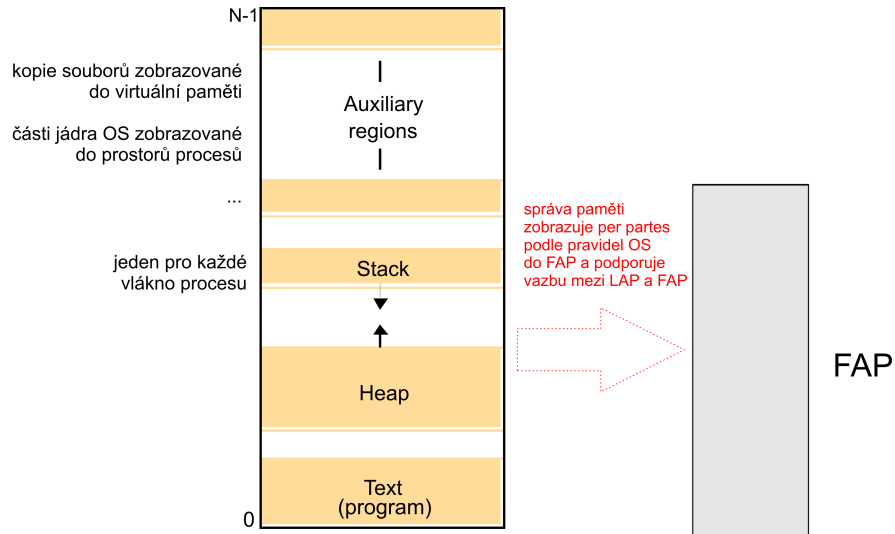 N-1
kopie souborů zobrazované
do virtuální paměti
Auxiliary
regions
části jádra OS zobrazované
do prostorů procesů
...
správa paměti
zobrazuje per partes
podle pravidel OS
do FAP a podporuje
vazbu mezi LAP a FAP
jeden pro každé
vlákno procesu
Stack
FAP
Heap
Text
(program)
0